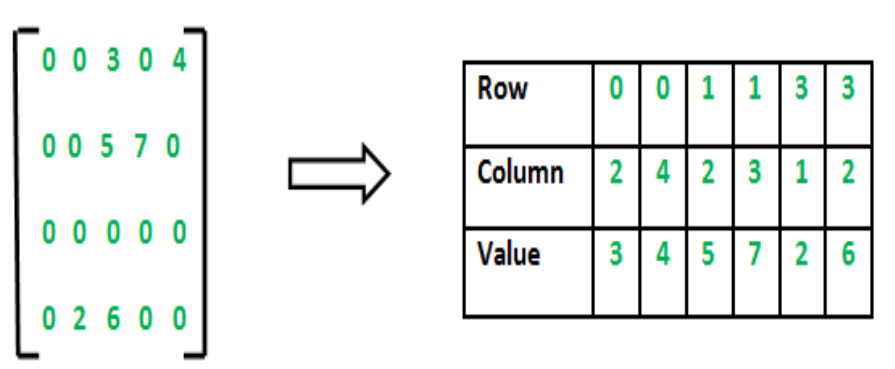 0 0 3 0 4
0 0 5 7 0
0 0 0 0 0
0 2 6 0 0
Row 0 0 1 1 3 3
Column 2 4 2 3 1 2
Value 3 4 5 7 2 6